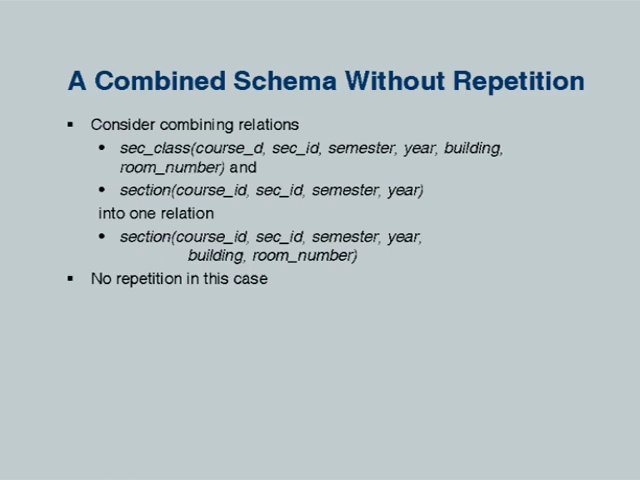 A Combined Schema Without Repetition
▪ Consider combining relations
• sec_class(course_d, sec_id, semester, year, building,
room_number) and
• section(course_id, sec_id, semester, year)
into one relation
• section(course_id, sec_id, semester, year,
building, room_number)
▪ No repetition in this case